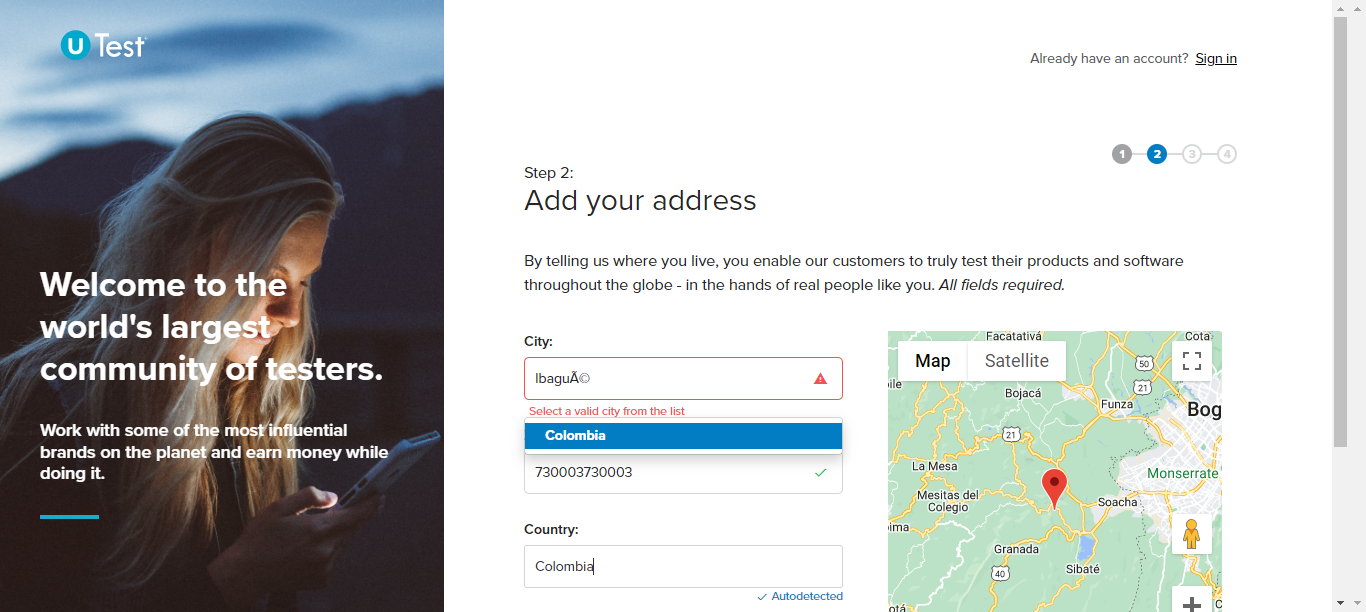 U Test
Already have an account? Sign in
1 2 3 4
Step 2:
Add your address
By telling us where you live, you enable our customers to truly test their products and software
throughout the globe - in the hands of real people like you. All fields required.
Welcome to the
world's largest
community of testers.
Work with some of the most influential
brands on the planet and earn money while
doing it.
City:
IbaguÃ©
Select a valid city from the list
Colombia
730003730003
Country:
Colombia
Autodetected
Map Satellite
Facatativá
Cota
50
21
Bojacá
Funza
Bog
21
La Mesa
Monserrate
Mesitas del
Colegio
Soacha
ima
Granada
Sibaté
40